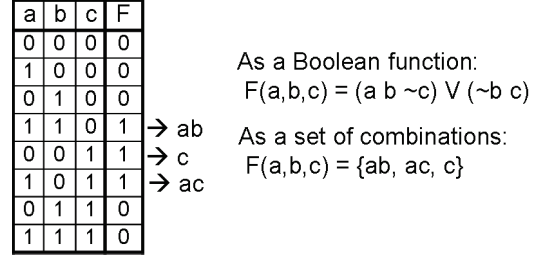 a b c F
0 0 0 0
1 0 0 0
0 1 0 0
1 1 0 1 → ab
0 0 1 1 → c
1 0 1 1 → ac
0 1 1 0
1 1 1 0
As a Boolean function:
F(a,b,c) = (a b ~c) V (~b c)
As a set of combinations:
F(a,b,c) = {ab, ac, c}